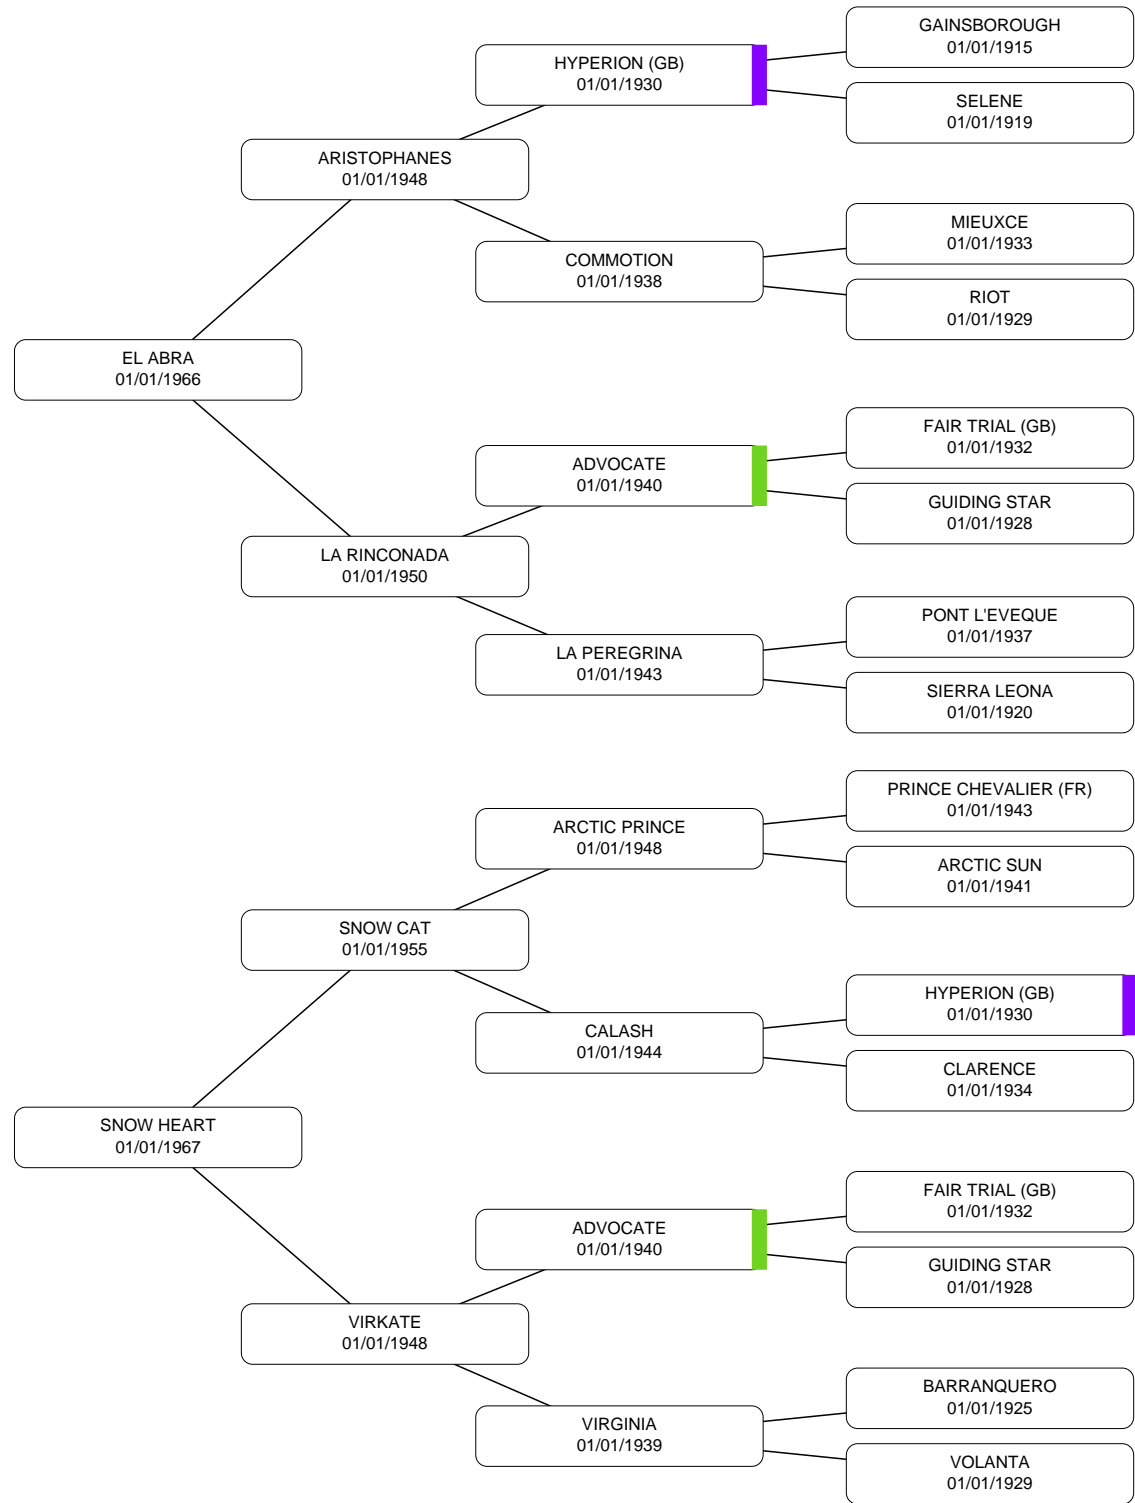 GAINSBOROUGH
01/01/1915
HYPERION (GB)
01/01/1930
SELENE
01/01/1919
ARISTOPHANES
01/01/1948
MIEUXCE
01/01/1933
COMMOTION
01/01/1938
RIOT
01/01/1929
EL ABRA
01/01/1966
FAIR TRIAL (GB)
01/01/1932
ADVOCATE
01/01/1940
GUIDING STAR
01/01/1928
LA RINCONADA
01/01/1950
PONT L'EVEQUE
01/01/1937
LA PEREGRINA
01/01/1943
SIERRA LEONA
01/01/1920
PRINCE CHEVALIER (FR)
01/01/1943
ARCTIC PRINCE
01/01/1948
ARCTIC SUN
01/01/1941
SNOW CAT
01/01/1955
HYPERION (GB)
01/01/1930
CALASH
01/01/1944
CLARENCE
01/01/1934
SNOW HEART
01/01/1967
FAIR TRIAL (GB)
01/01/1932
ADVOCATE
01/01/1940
GUIDING STAR
01/01/1928
VIRKATE
01/01/1948
BARRANQUERO
01/01/1925
VIRGINIA
01/01/1939
VOLANTA
01/01/1929